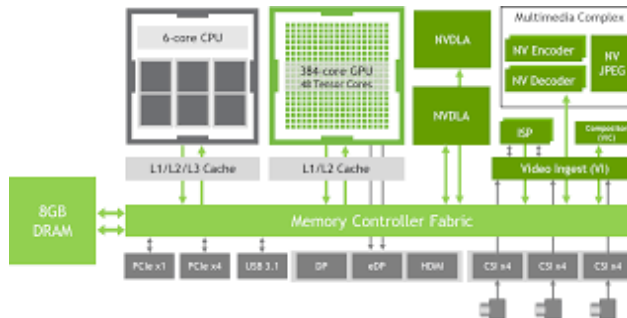 Multimedia Complex
6-core CPU
384-core GPU
48 Tensor Cores
NVDLA
NV Encoder
NV Decoder
NV
JPEG
NVDLA
ISP
Compositor
(VIC)
L1/L2/L3 Cache
L1/L2 Cache
Video Ingest (VI)
8GB
DRAM
Memory Controller Fabric
PCIe x1
PCIe x4
USB 3.1
DP
eDP
HDMI
CSI x4
CSI x4
CSI x4